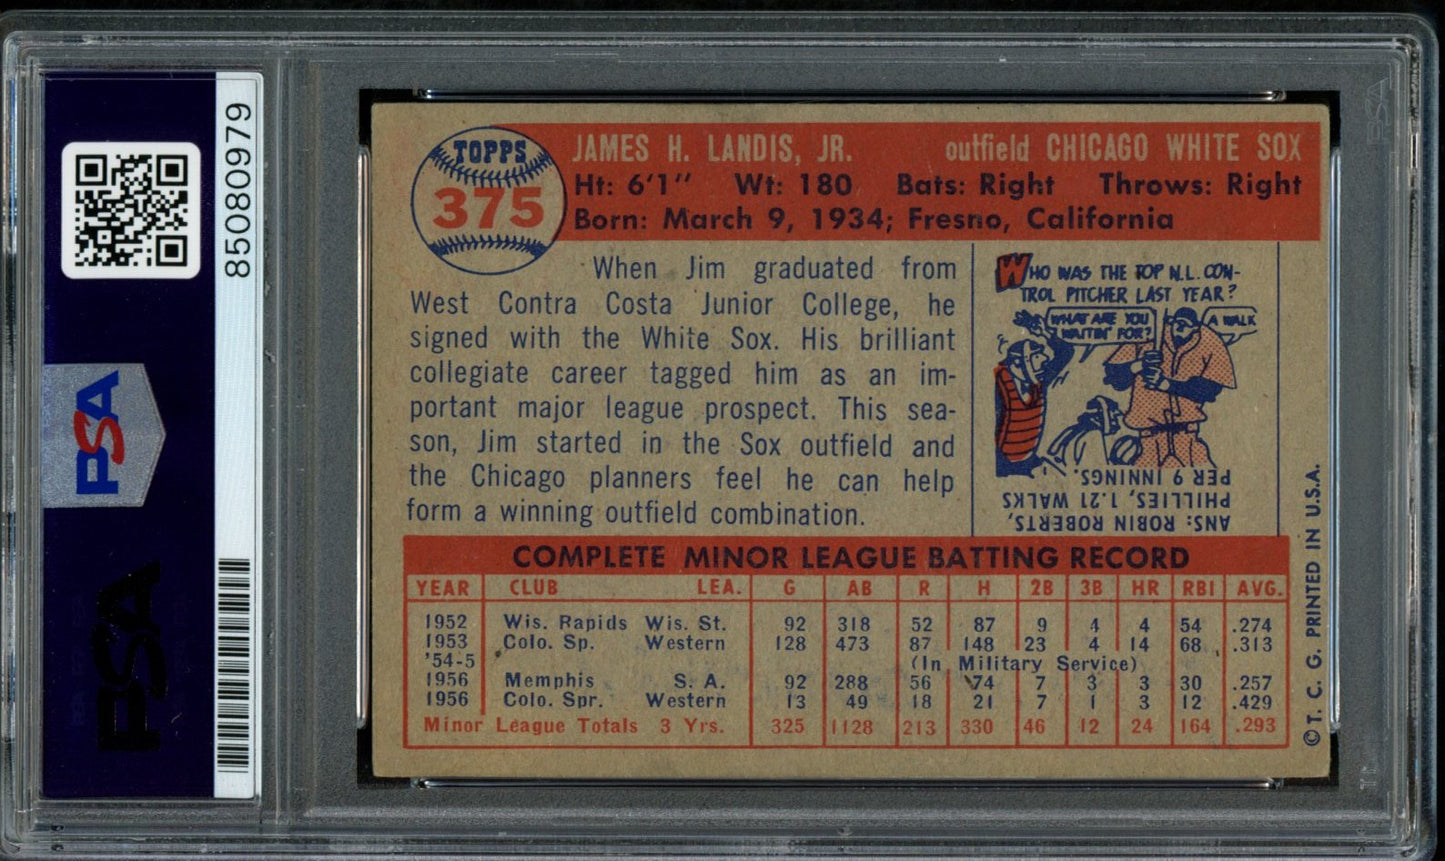 85080979
PSA
PSA
TOPPS
375
JAMES H. LANDIS, JR. outfield CHICAGO WHITE SOX
Ht: 6'1" Wt: 180 Bats: Right Throws: Right
Born: March 9, 1934; Fresno, California
When Jim graduated from
West Contra Costa Junior College, he
signed with the White Sox. His brilliant
collegiate career tagged him as an im-
portant major league prospect. This sea-
son, Jim started in the Sox outfield and
the Chicago planners feel he can help
form a winning outfield combination.
WHO WAS THE TOP N.L. CON-
TROL PITCHER LAST YEAR?
WHAT ARE YOU
WAITIN' FOR?
A WALK
ANS: ROBIN ROBERTS,
PHILLIES, 1.21 WALKS
PER 9 INNINGS.
COMPLETE MINOR LEAGUE BATTING RECORD
YEAR CLUB LEA. G AB R H 2B 3B HR RBI AVG.
1952 Wis. Rapids Wis. St. 92 318 52 87 9 4 4 54 .274
1953 Colo. Sp. Western 128 473 87 148 23 4 14 68 .313
'54-5 (In Military Service)
1956 Memphis S. A. 92 288 56 74 7 3 3 30 .257
1956 Colo. Spr. Western 13 49 18 21 7 1 3 12 .429
Minor League Totals 3 Yrs. 325 1128 213 330 46 12 24 164 .293
©T. C. G. PRINTED IN U.S.A.